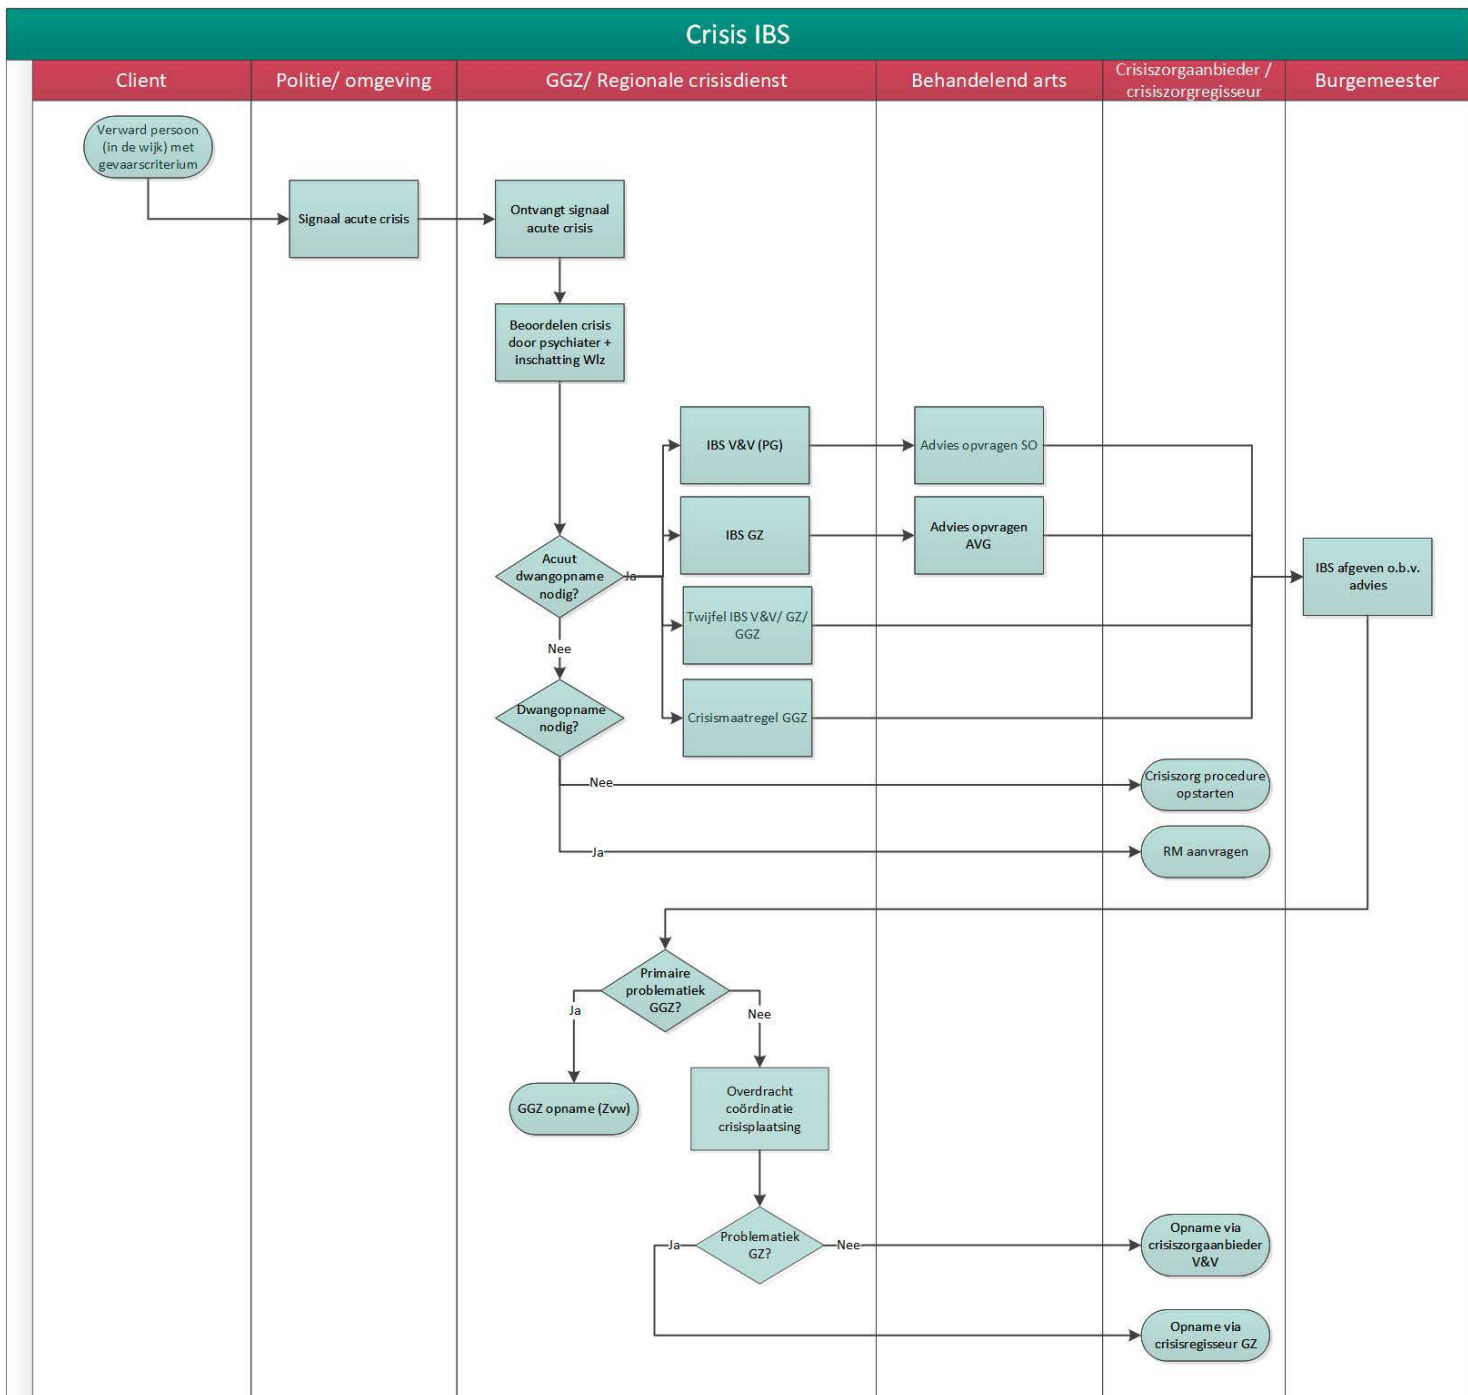 Crisis IBS
Client
Politie/ omgeving
GGZ/ Regionale crisisdienst
Behandelend arts
Crisiszorgaanbieder /
crisiszorgregisseur
Burgemeester
Verward persoon
(in de wijk) met
gevaarscriterium
Signaal acute crisis
Ontvangt signaal
acute crisis
Beoordelen crisis
door psychiater +
inschatting Wlz
IBS V&V (PG)
Advies opvragen SO
IBS GZ
Advies opvragen
AVG
Acuut
dwangopname
nodig?
Ja
IBS afgeven o.b.v.
advies
Twijfel IBS V&V/ GZ/
GGZ
Nee
Dwangopname
nodig?
Crisismaatregel GGZ
Nee
Crisiszorg procedure
opstarten
Ja
RM aanvragen
Primaire
problematiek
GGZ?
Ja
Nee
GGZ opname (Zvw)
Overdracht
coördinatie
crisisplaatsing
Problematiek
GZ?
Ja
Nee
Opname via
crisiszorgaanbieder
V&V
Opname via
crisisregisseur GZ